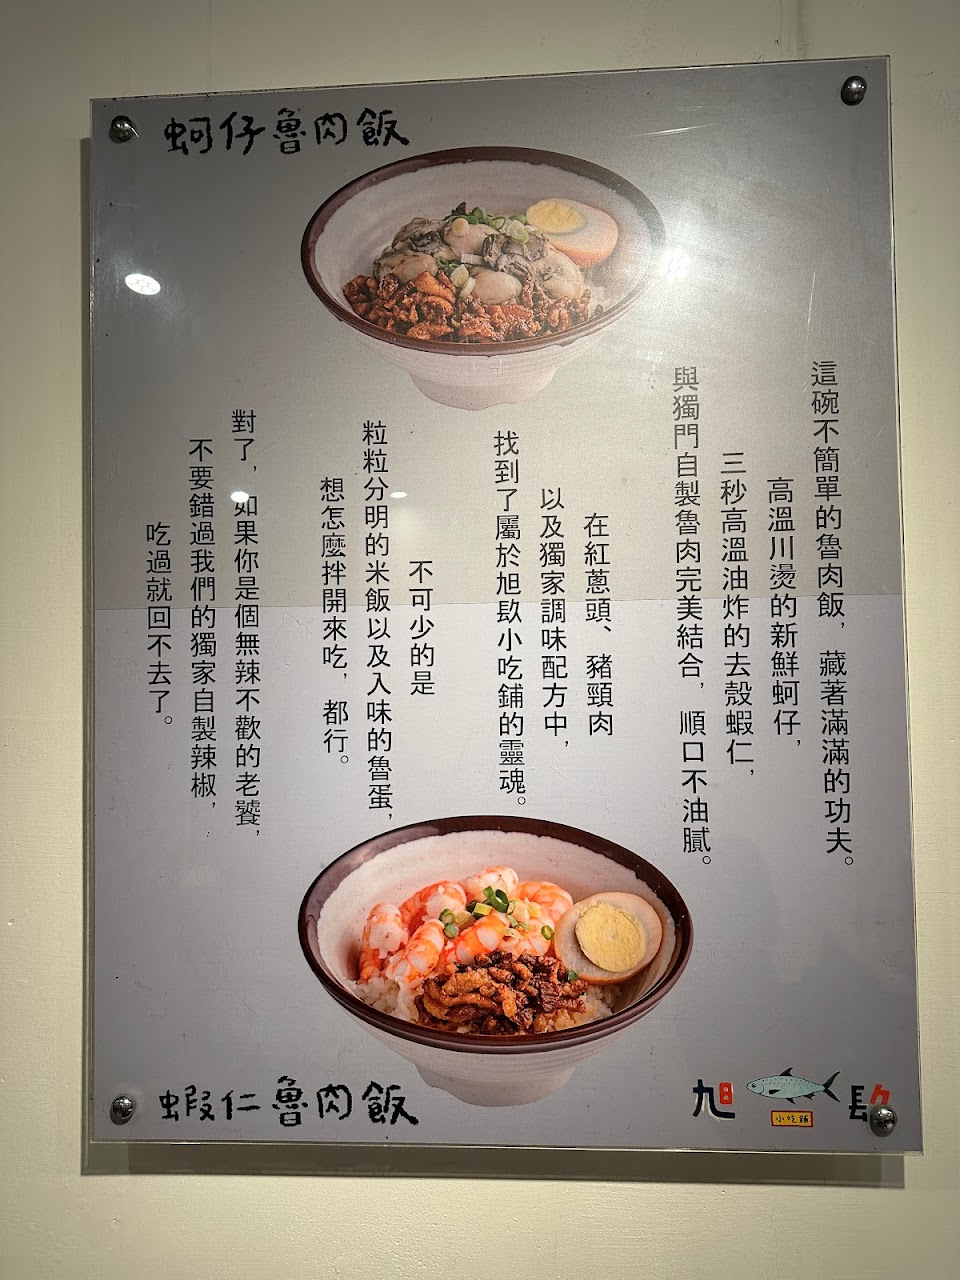 蚵仔魯肉飯
這碗不簡單的魯肉飯，藏著滿滿的功夫。
高溫川燙的新鮮蚵仔，
三秒高溫油炸的去殼蝦仁，
與獨門自製魯肉完美結合，順口不油膩。
在紅蔥頭、豬頸肉
以及獨家調味配方中，
找到了屬於旭镹小吃鋪的靈魂。
不可少的是
粒粒分明的米飯以及入味的魯蛋，
想怎麼拌開來吃，都行。
對了，如果你是個無辣不歡的老饕，
不要錯過我們的獨家自製辣椒，
吃過就回不去了。
蝦仁魯肉飯
旭镹
小吃鋪